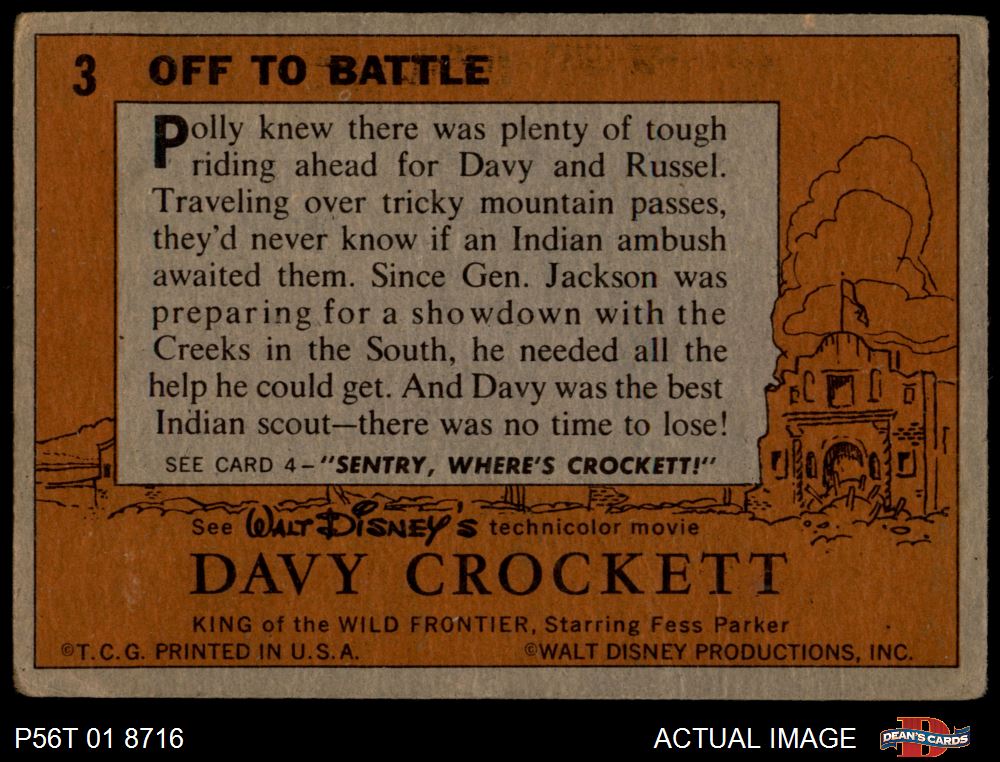 3 OFF TO BATTLE
Polly knew there was plenty of tough
riding ahead for Davy and Russel.
Traveling over tricky mountain passes,
they'd never know if an Indian ambush
awaited them. Since Gen. Jackson was
preparing for a showdown with the
Creeks in the South, he needed all the
help he could get. And Davy was the best
Indian scout—there was no time to lose!
SEE CARD 4—"SENTRY, WHERE'S CROCKETT!"
See WALT DISNEY'S technicolor movie
DAVY CROCKETT
KING of the WILD FRONTIER, Starring Fess Parker
©T.C.G. PRINTED IN U.S.A. ©WALT DISNEY PRODUCTIONS, INC.
P56T 01 8716 ACTUAL IMAGE D DEAN'S CARDS